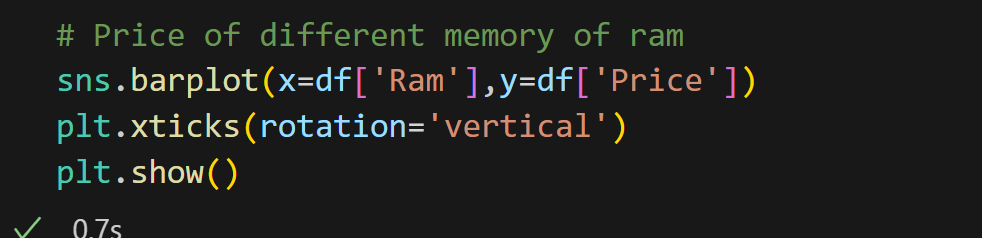 # Price of different memory of ram
sns.barplot(x=df['Ram'],y=df['Price'])
plt.xticks(rotation='vertical')
plt.show()
0.7s